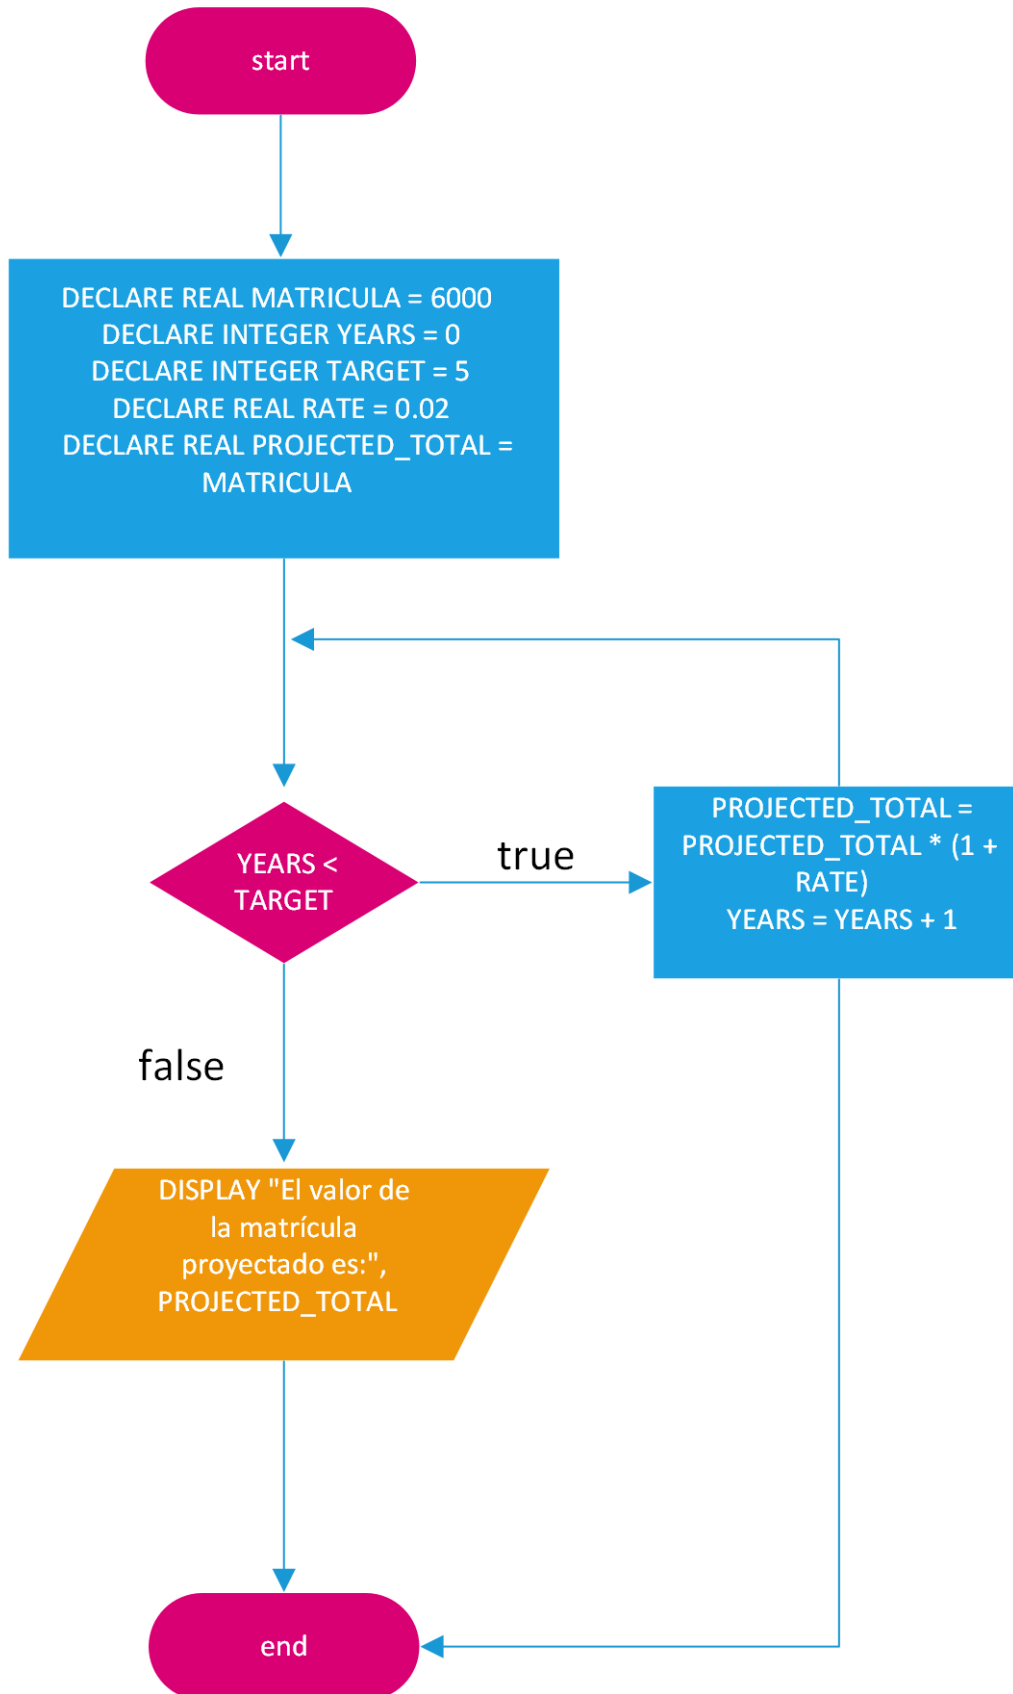 start
DECLARE REAL MATRICULA = 6000
DECLARE INTEGER YEARS = 0
DECLARE INTEGER TARGET = 5
DECLARE REAL RATE = 0.02
DECLARE REAL PROJECTED_TOTAL =
MATRICULA
YEARS <
TARGET
true
PROJECTED_TOTAL =
PROJECTED_TOTAL * (1 +
RATE)
YEARS = YEARS + 1
false
DISPLAY "El valor de
la matrícula
proyectado es:",
PROJECTED_TOTAL
end